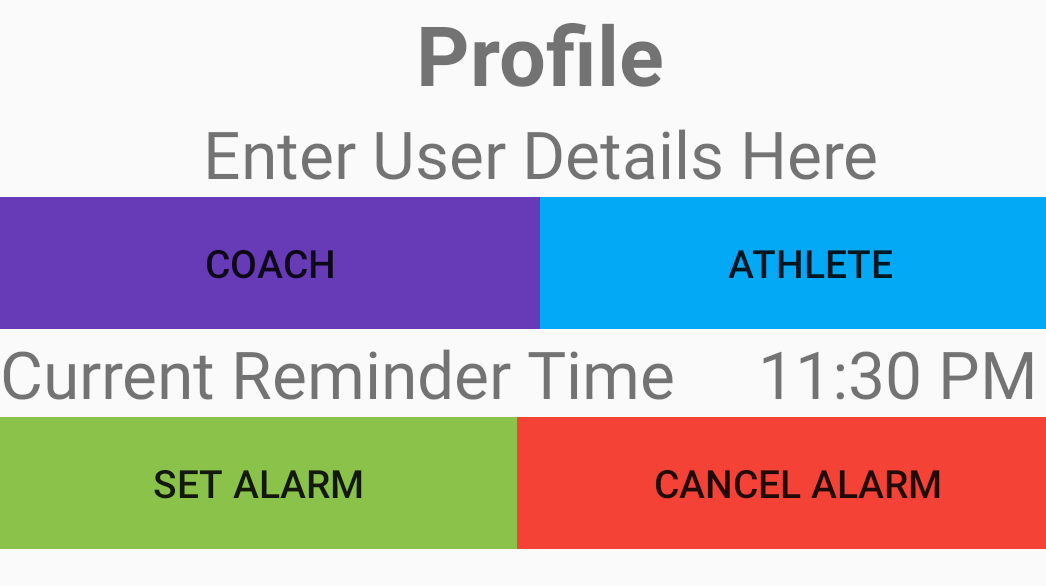 Profile
Enter User Details Here
COACH ATHLETE
Current Reminder Time 11:30 PM
SET ALARM CANCEL ALARM